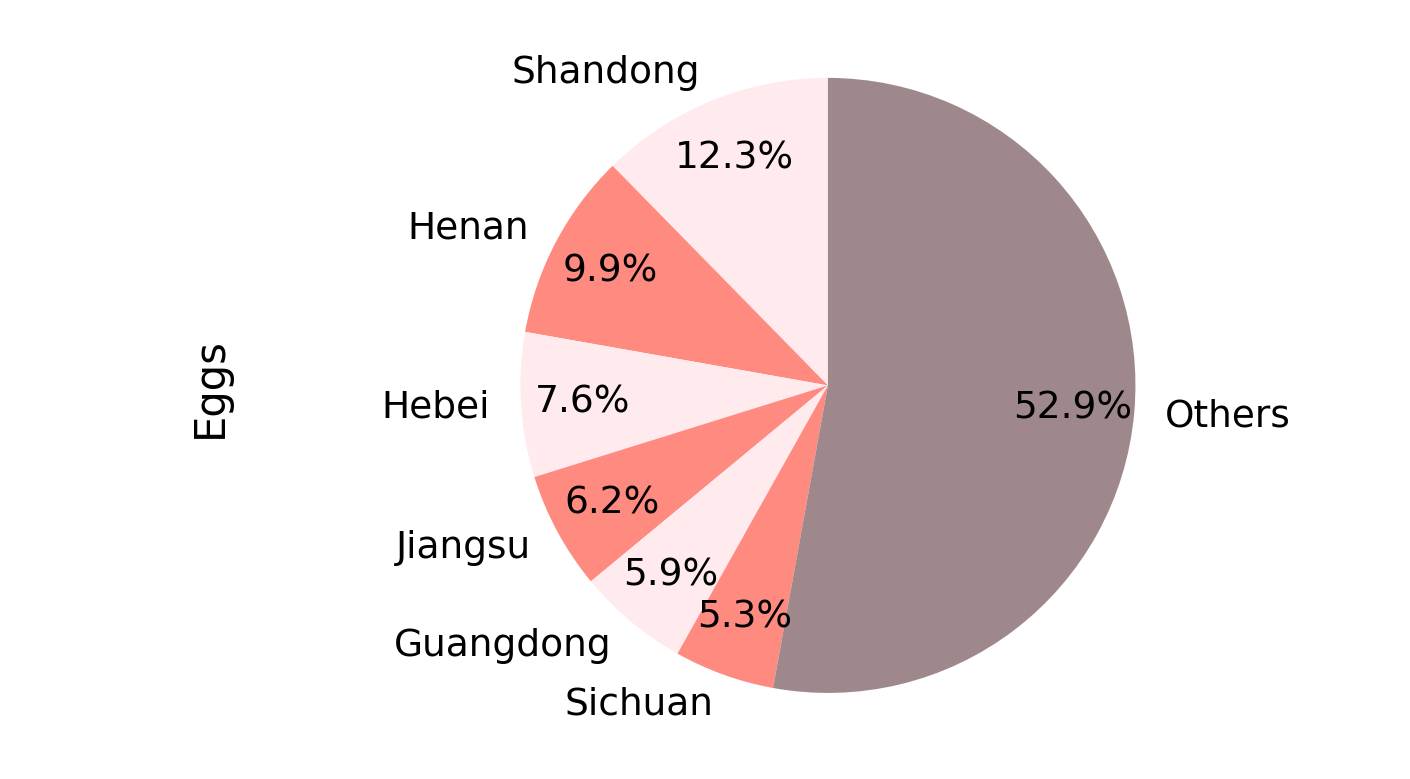 Shandong
12.3%
Henan
9.9%
Hebei
7.6%
Jiangsu
6.2%
Guangdong
5.9%
Sichuan
5.3%
Others
52.9%
Eggs